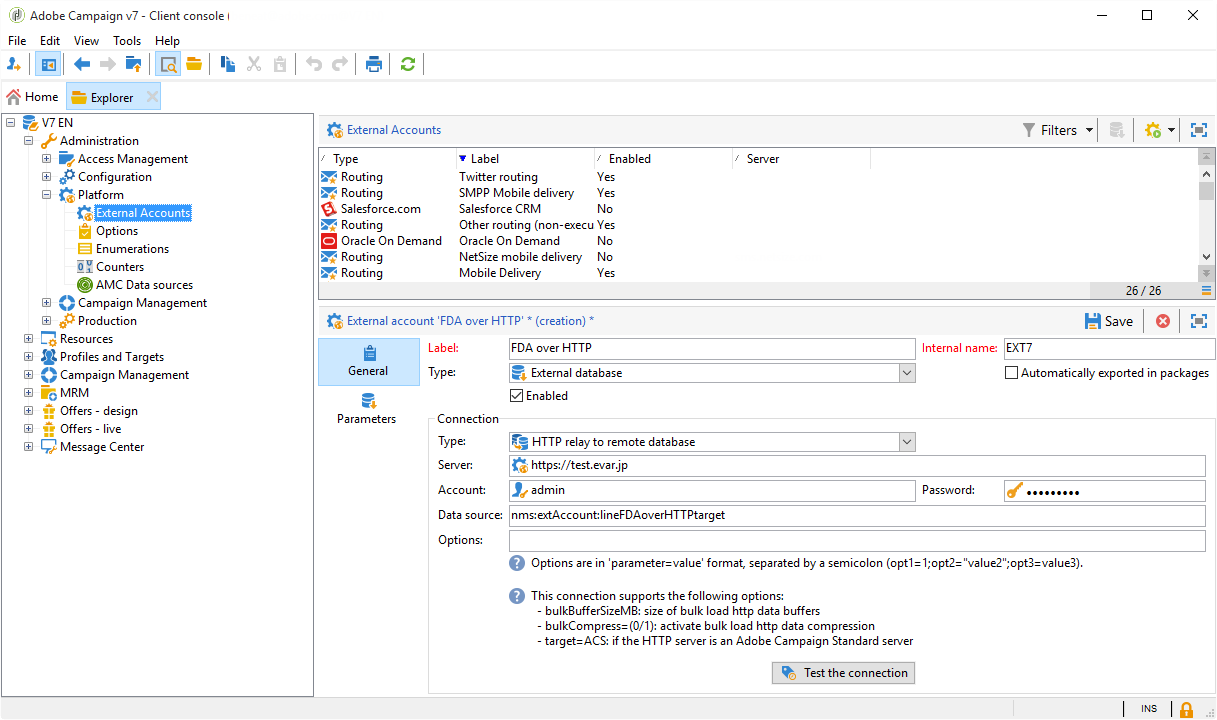 Adobe Campaign v7 - Client console (
File Edit View Tools Help
Home Explorer
V7 EN
Administration
Access Management
Configuration
Platform
External Accounts
Options
Enumerations
Counters
AMC Data sources
Campaign Management
Production
Resources
Profiles and Targets
Campaign Management
MRM
Offers - design
Offers - live
Message Center
External Accounts Filters
Type Label Enabled Server
Routing Twitter routing Yes
Routing SMPP Mobile delivery Yes
Salesforce.com Salesforce CRM No
Routing Other routing (non-execu Yes
Oracle On Demand Oracle On Demand No
Routing NetSize mobile delivery No
Routing Mobile Delivery Yes
26 / 26
External account 'FDA over HTTP' * (creation) * Save
General
Parameters
Label: FDA over HTTP Internal name: EXT7
Type: External database Automatically exported in packages
Enabled
Connection
Type: HTTP relay to remote database
Server: https://test.evar.jp
Account: admin Password: •••••••••
Data source: nms:extAccount:lineFDAoverHTTPtarget
Options:
Options are in 'parameter=value' format, separated by a semicolon (opt1=1;opt2="value2";opt3=value3).
This connection supports the following options:
- bulkBufferSizeMB: size of bulk load http data buffers
- bulkCompress=(0/1): activate bulk load http data compression
- target=ACS: if the HTTP server is an Adobe Campaign Standard server
Test the connection
INS